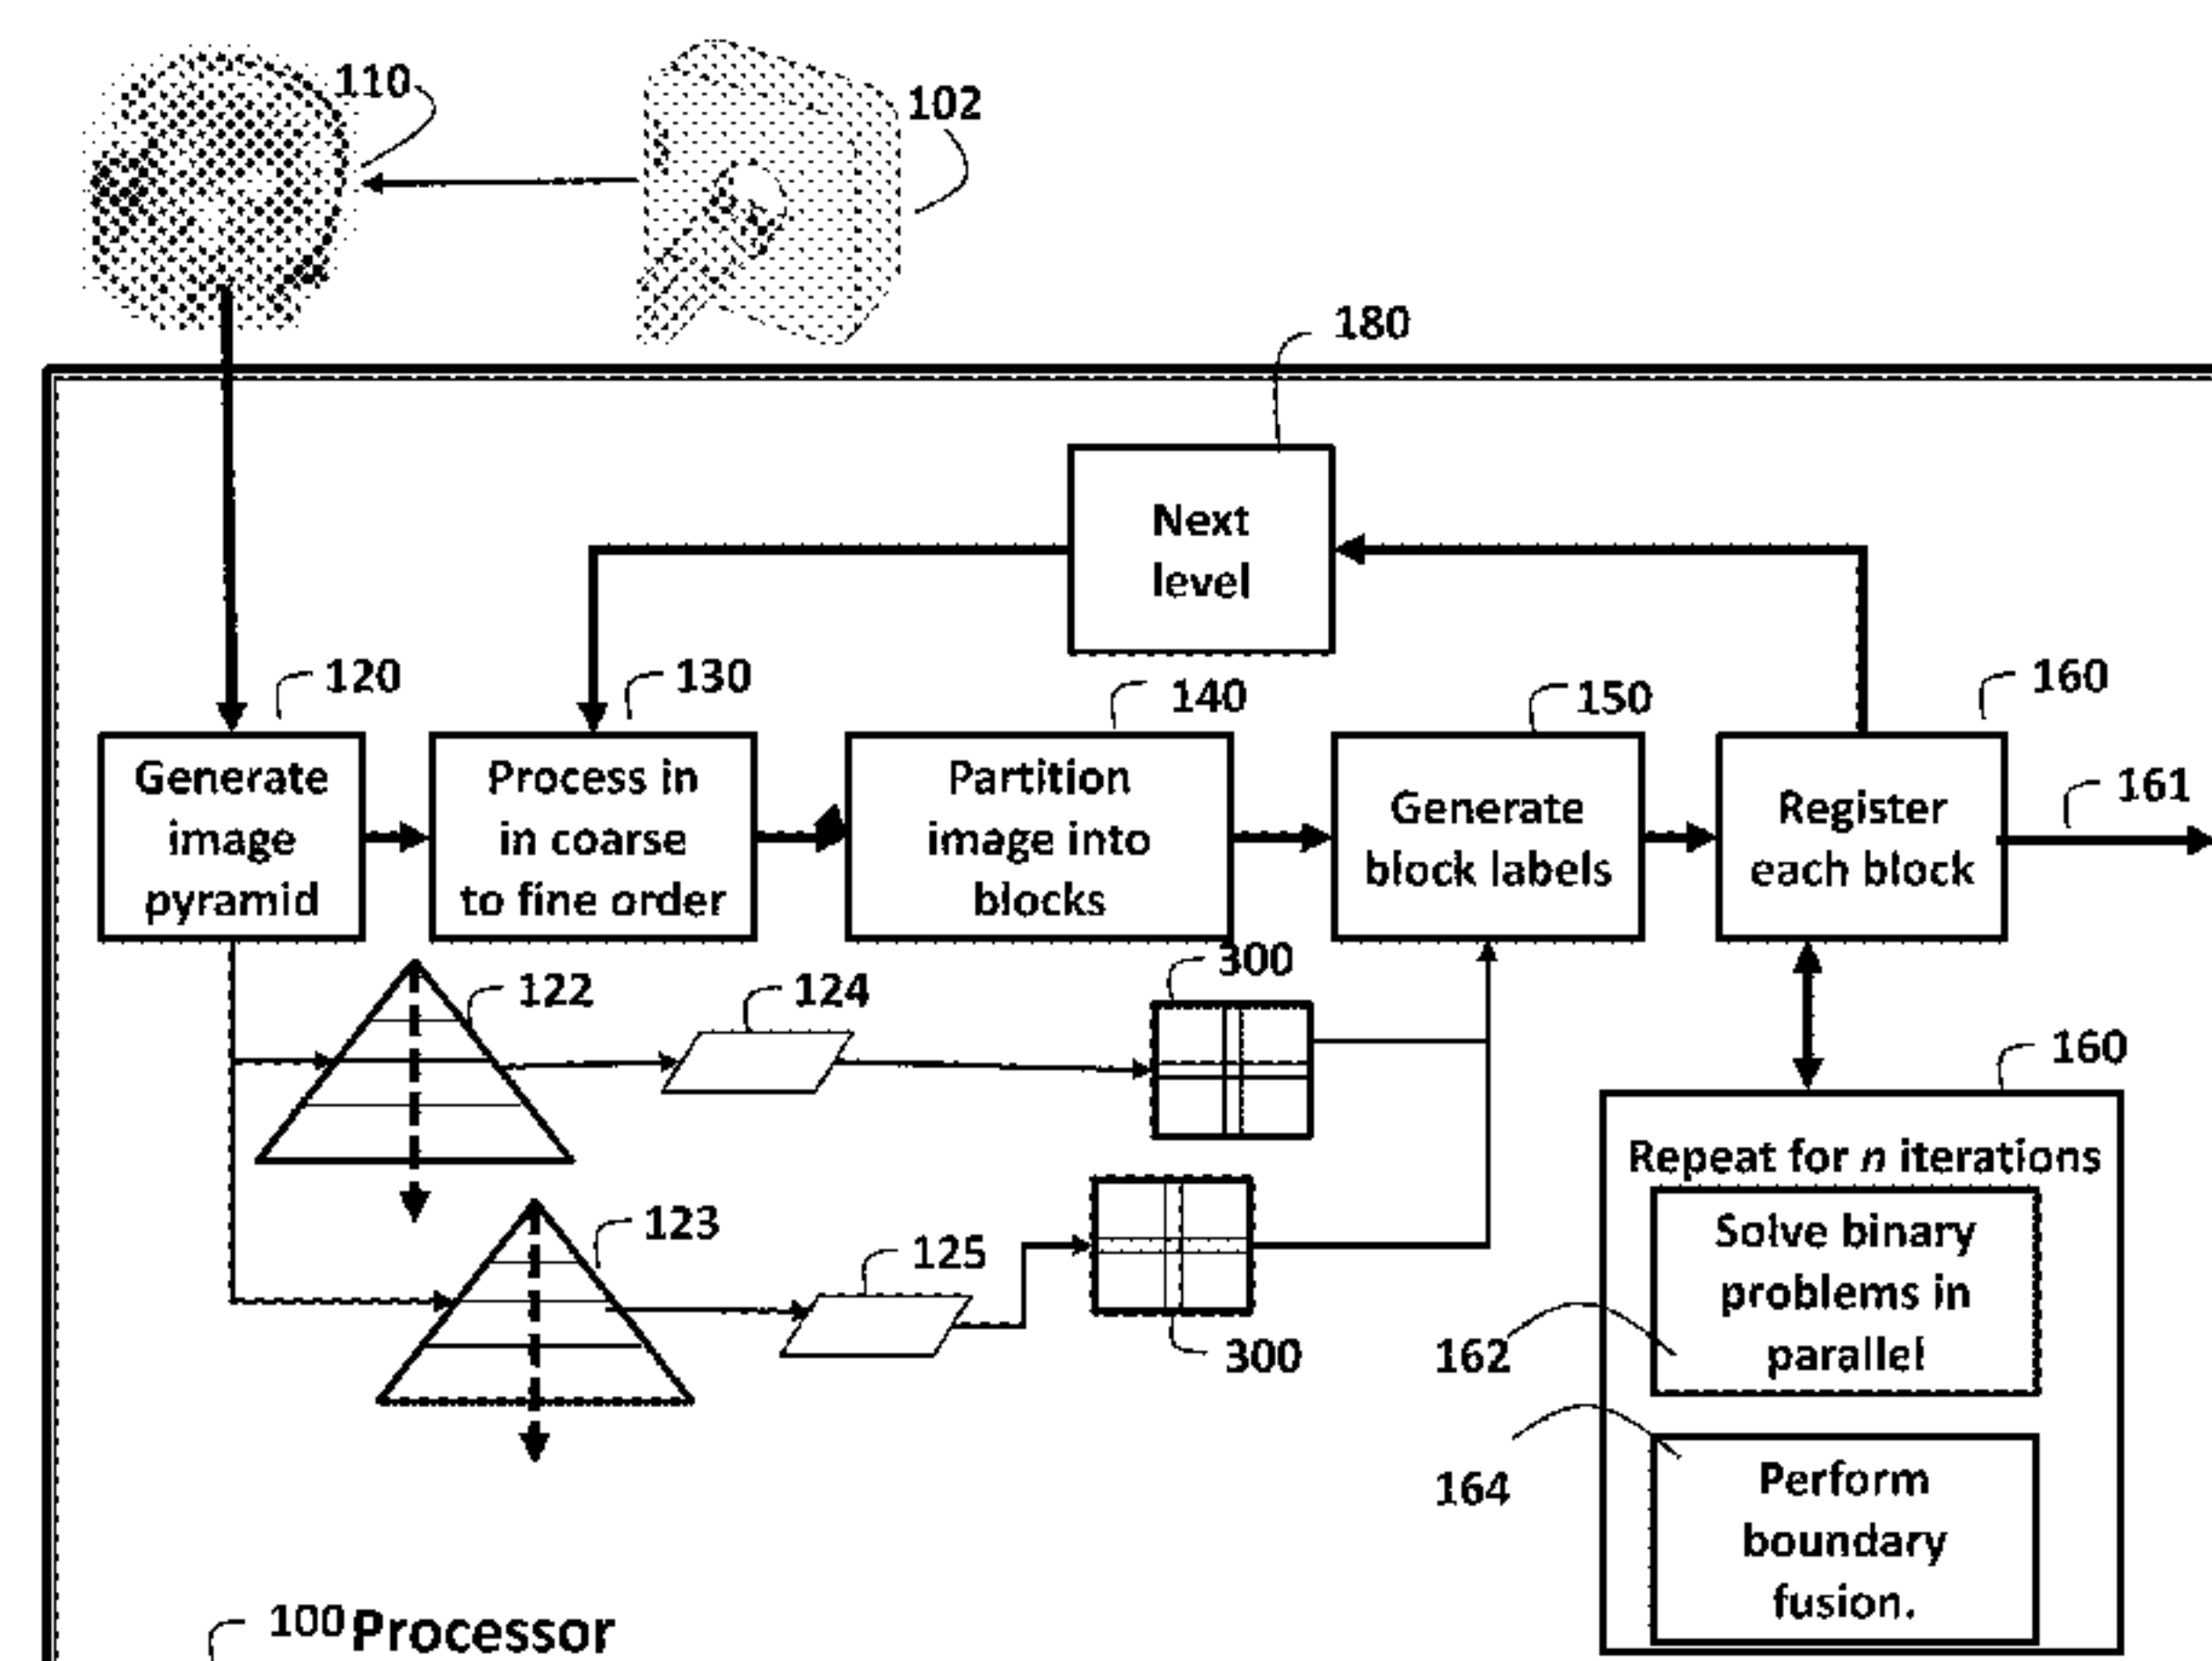 110
102
180
Next
level
120
130
140
150
160
Generate
image
pyramid
Process in
in coarse
to fine order
Partition
image into
blocks
Generate
block labels
Register
each block
161
122
124
300
160
123
125
300
Repeat for n iterations
Solve binary
problems in
parallel
162
164
Perform
boundary
fusion.
100 Processor